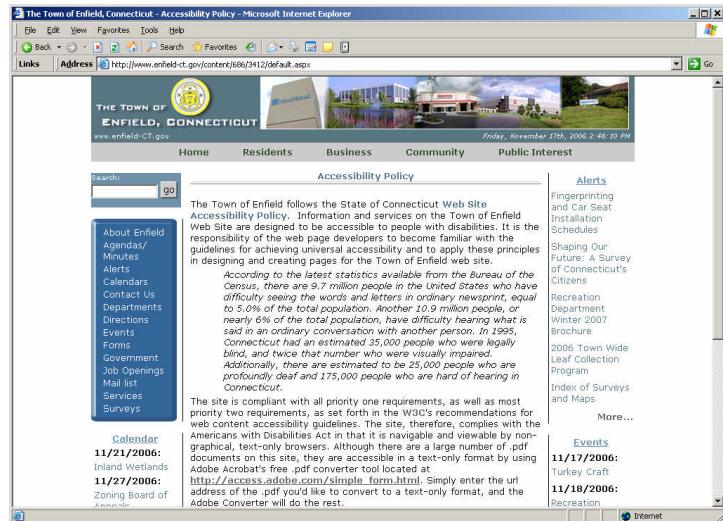 The Town of Enfield, Connecticut - Accessibility Policy - Microsoft Internet Explorer
File Edit View Favorites Tools Help
Back Search Favorites
Links Address http://www.enfield-ct.gov/content/686/3412/default.aspx Go
THE TOWN OF
ENFIELD, CONNECTICUT
www.enfield-CT.gov
Friday, November 17th, 2006 2:48:10 PM
Home Residents Business Community Public Interest
Search:
go
About Enfield
Agendas/
Minutes
Alerts
Calendars
Contact Us
Departments
Directions
Events
Forms
Government
Job Openings
Mail list
Services
Surveys
Calendar
11/21/2006:
Inland Wetlands
11/27/2006:
Zoning Board of
Appeals
Accessibility Policy
The Town of Enfield follows the State of Connecticut Web Site
Accessibility Policy. Information and services on the Town of Enfield
Web Site are designed to be accessible to people with disabilities. It is the
responsibility of the web page developers to become familiar with the
guidelines for achieving universal accessibility and to apply these principles
in designing and creating pages for the Town of Enfield web site.
According to the latest statistics available from the Bureau of the
Census, there are 9.7 million people in the United States who have
difficulty seeing the words and letters in ordinary newsprint, equal
to 5.0% of the total population. Another 10.9 million people, or
nearly 6% of the total population, have difficulty hearing what is
said in an ordinary conversation with another person. In 1995,
Connecticut had an estimated 35,000 people who were legally
blind, and twice that number who were visually impaired.
Additionally, there are estimated to be 25,000 people who are
profoundly deaf and 175,000 people who are hard of hearing in
Connecticut.
The site is compliant with all priority one requirements, as well as most
priority two requirements, as set forth in the W3C's recommendations for
web content accessibility guidelines. The site, therefore, complies with the
Americans with Disabilities Act in that it is navigable and viewable by non-
graphical, text-only browsers. Although there are a large number of .pdf
documents on this site, they are accessible in a text-only format by using
Adobe Acrobat's free .pdf converter tool located at
http://access.adobe.com/simple_form.html. Simply enter the url
address of the .pdf you'd like to convert to a text-only format, and the
Adobe Converter will do the rest.
Alerts
Fingerprinting
and Car Seat
Installation
Schedules
Shaping Our
Future: A Survey
of Connecticut's
Citizens
Recreation
Department
Winter 2007
Brochure
2006 Town Wide
Leaf Collection
Program
Index of Surveys
and Maps
More...
Events
11/17/2006:
Turkey Craft
11/18/2006:
Recreation
Internet